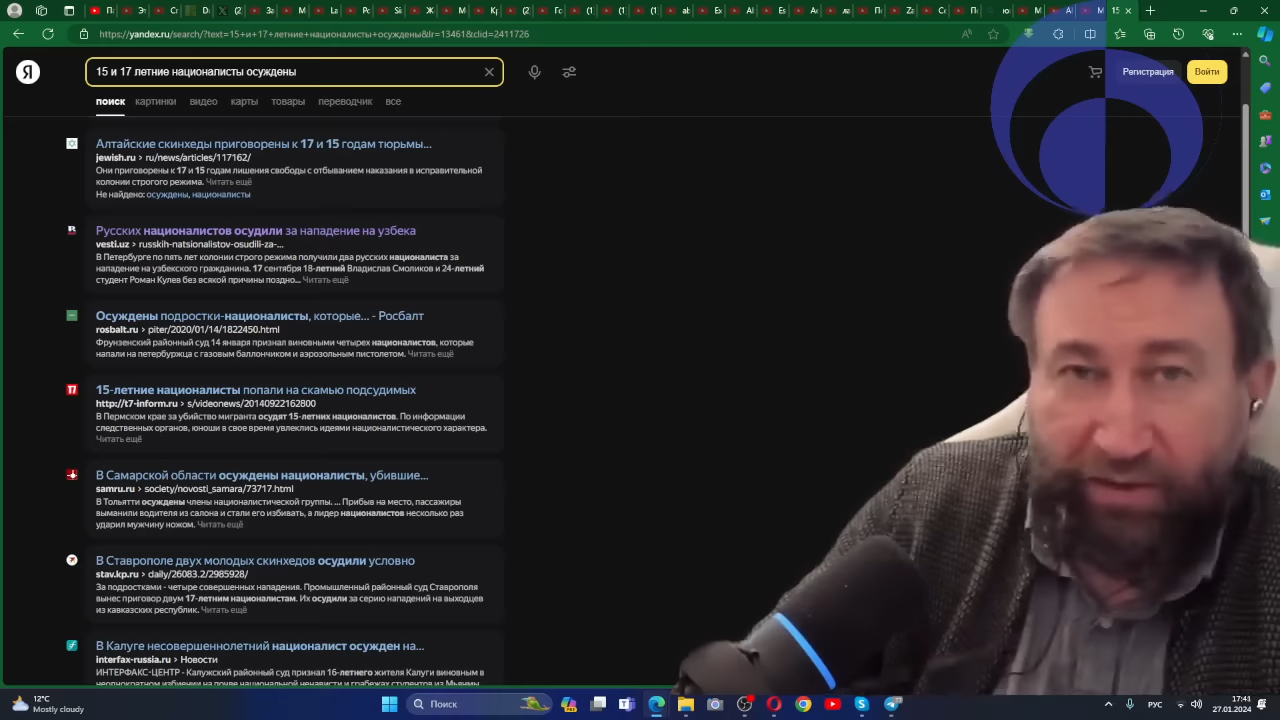 https://yandex.ru/search/?text=15+и+17+летние+националисты+осуждены&lr=13461&clid=2411726
Я
15 и 17 летние националисты осуждены
Регистрация
Войти
поиск
картинки
видео
карты
товары
переводчик
все
Алтайские скинхеды приговорены к 17 и 15 годам тюрьмы...
jewish.ru › ru/news/articles/117162/
Они приговорены к 17 и 15 годам лишения свободы с отбыванием наказания в исправительной
колонии строгого режима. Читать ещё
Не найдено: осуждены, националисты
Русских националистов осудили за нападение на узбека
vesti.uz › russkih-natsionalistov-osudili-za-...
В Петербурге по пять лет колонии строго режима получили два русских националиста за
нападение на узбекского гражданина. 17 сентября 18-летний Владислав Смоликов и 24-летний
студент Роман Кулев без всякой причины поздно... Читать ещё
Осуждены подростки-националисты, которые... - Росбалт
rosbalt.ru › piter/2020/01/14/1822450.html
Фрунзенский районный суд 14 января признал виновными четырех националистов, которые
напали на петербуржца с газовым баллончиком и аэрозольным пистолетом. Читать ещё
15-летние националисты попали на скамью подсудимых
http://t7-inform.ru › s/videonews/20140922162800
В Пермском крае за убийство мигранта осудят 15-летних националистов. По информации
следственных органов, юноши в свое время увлеклись идеями националистического характера.
Читать ещё
В Самарской области осуждены националисты, убившие...
samru.ru › society/novosti_samara/73717.html
В Тольятти осуждены члены националистической группы. ... Прибыв на место, пассажиры
выманили водителя из салона и стали его избивать, а лидер националистов несколько раз
ударил мужчину ножом. Читать ещё
В Ставрополе двух молодых скинхедов осудили условно
stav.kp.ru › daily/26083.2/2985928/
За подростками - четыре совершенных нападения. Промышленный районный суд Ставрополя
вынес приговор двум 17-летним националистам. Их осудили за серию нападений на выходцев
из кавказских республик. Читать ещё
В Калуге несовершеннолетний националист осужден на...
interfax-russia.ru › Новости
ИНТЕРФАКС-ЦЕНТР - Калужский районный суд признал 16-летнего жителя Калуги виновным в
неоднократном избиении на почве национальной ненависти и грабежах студентов из Мьянмы
12°C
Mostly cloudy
Поиск
РУС
17:41
27.01.2024